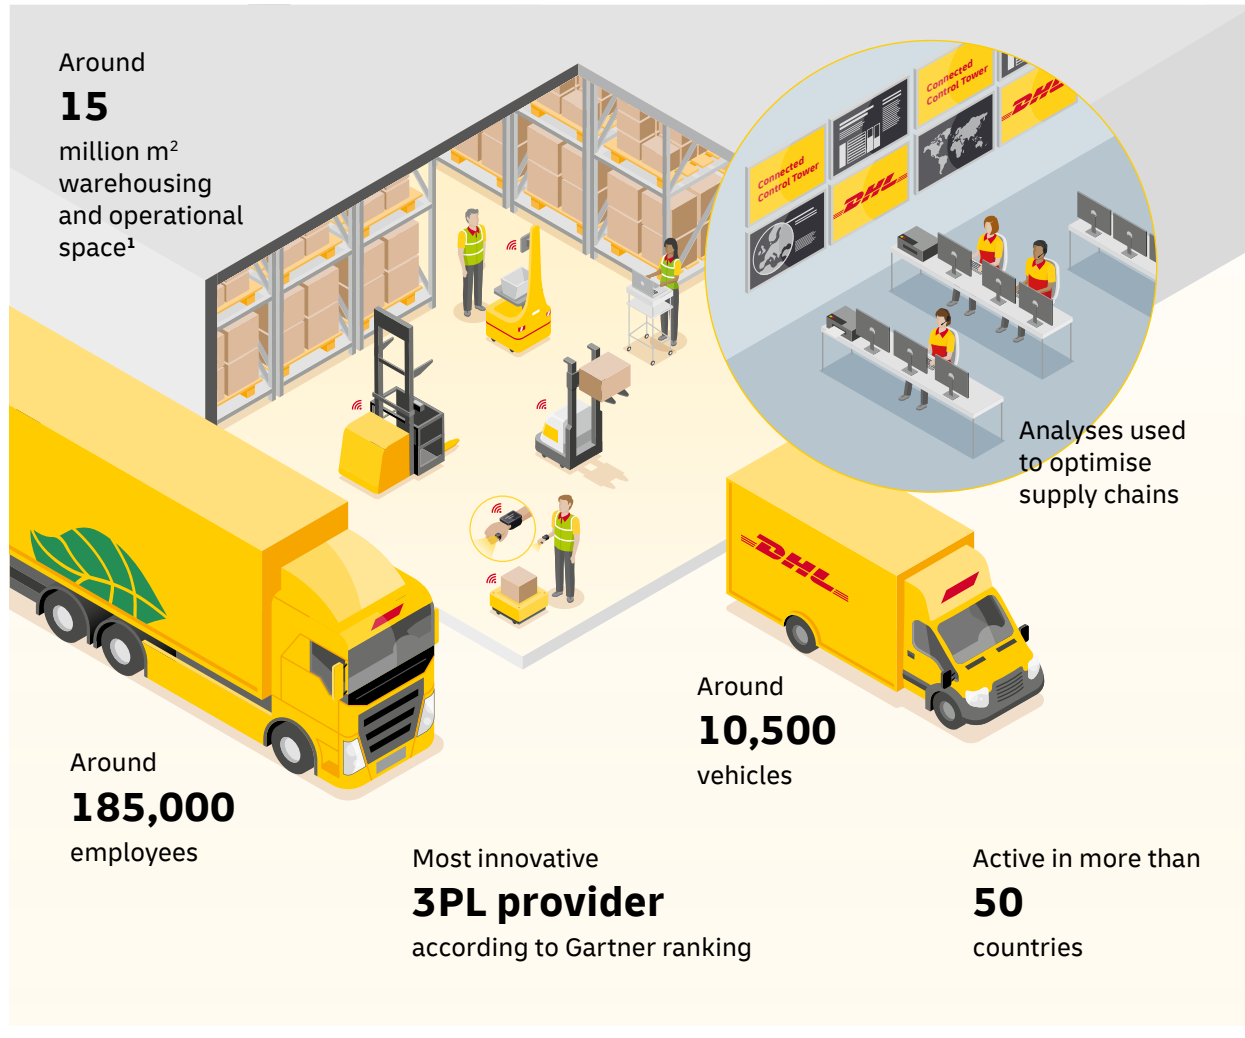 Around
15
million m²
warehousing
and operational
space¹
Connected
Control Tower
DHL
Connected
Control Tower
DHL
Analyses used
to optimise
supply chains
DHL
Around
10,500
vehicles
Around
185,000
employees
Most innovative
3PL provider
according to Gartner ranking
Active in more than
50
countries